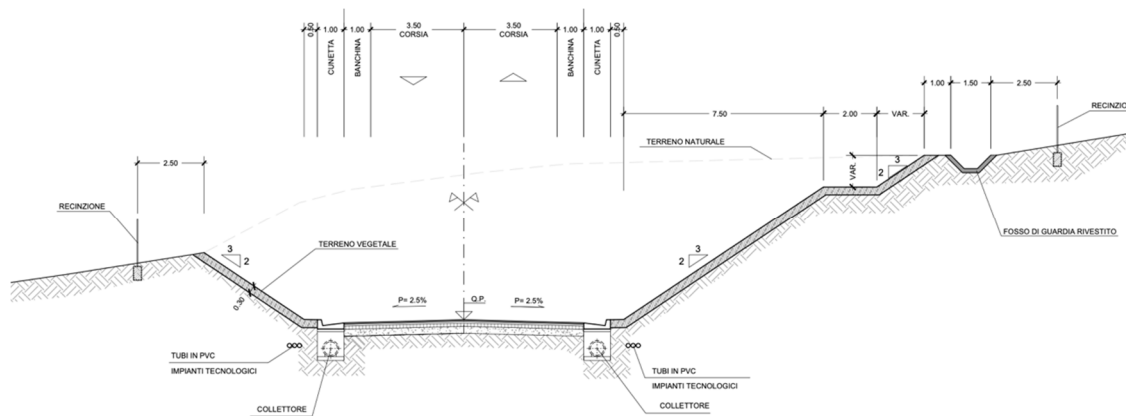 0.50
1.00
CUNETTA
1.00
BANCHINA
3.50
CORSIA
3.50
CORSIA
1.00
BANCHINA
1.00
CUNETTA
0.50
7.50
2.00
VAR.
1.00
1.50
2.50
RECINZIO
2.50
TERRENO NATURALE
VAR.
3
2
RECINZIONE
TERRENO VEGETALE
3
2
3
2
FOSSO DI GUARDIA RIVESTITO
0.30
P= 2.5%
Q.P.
P= 2.5%
TUBI IN PVC
IMPIANTI TECNOLOGICI
TUBI IN PVC
IMPIANTI TECNOLOGICI
COLLETTORE
COLLETTORE